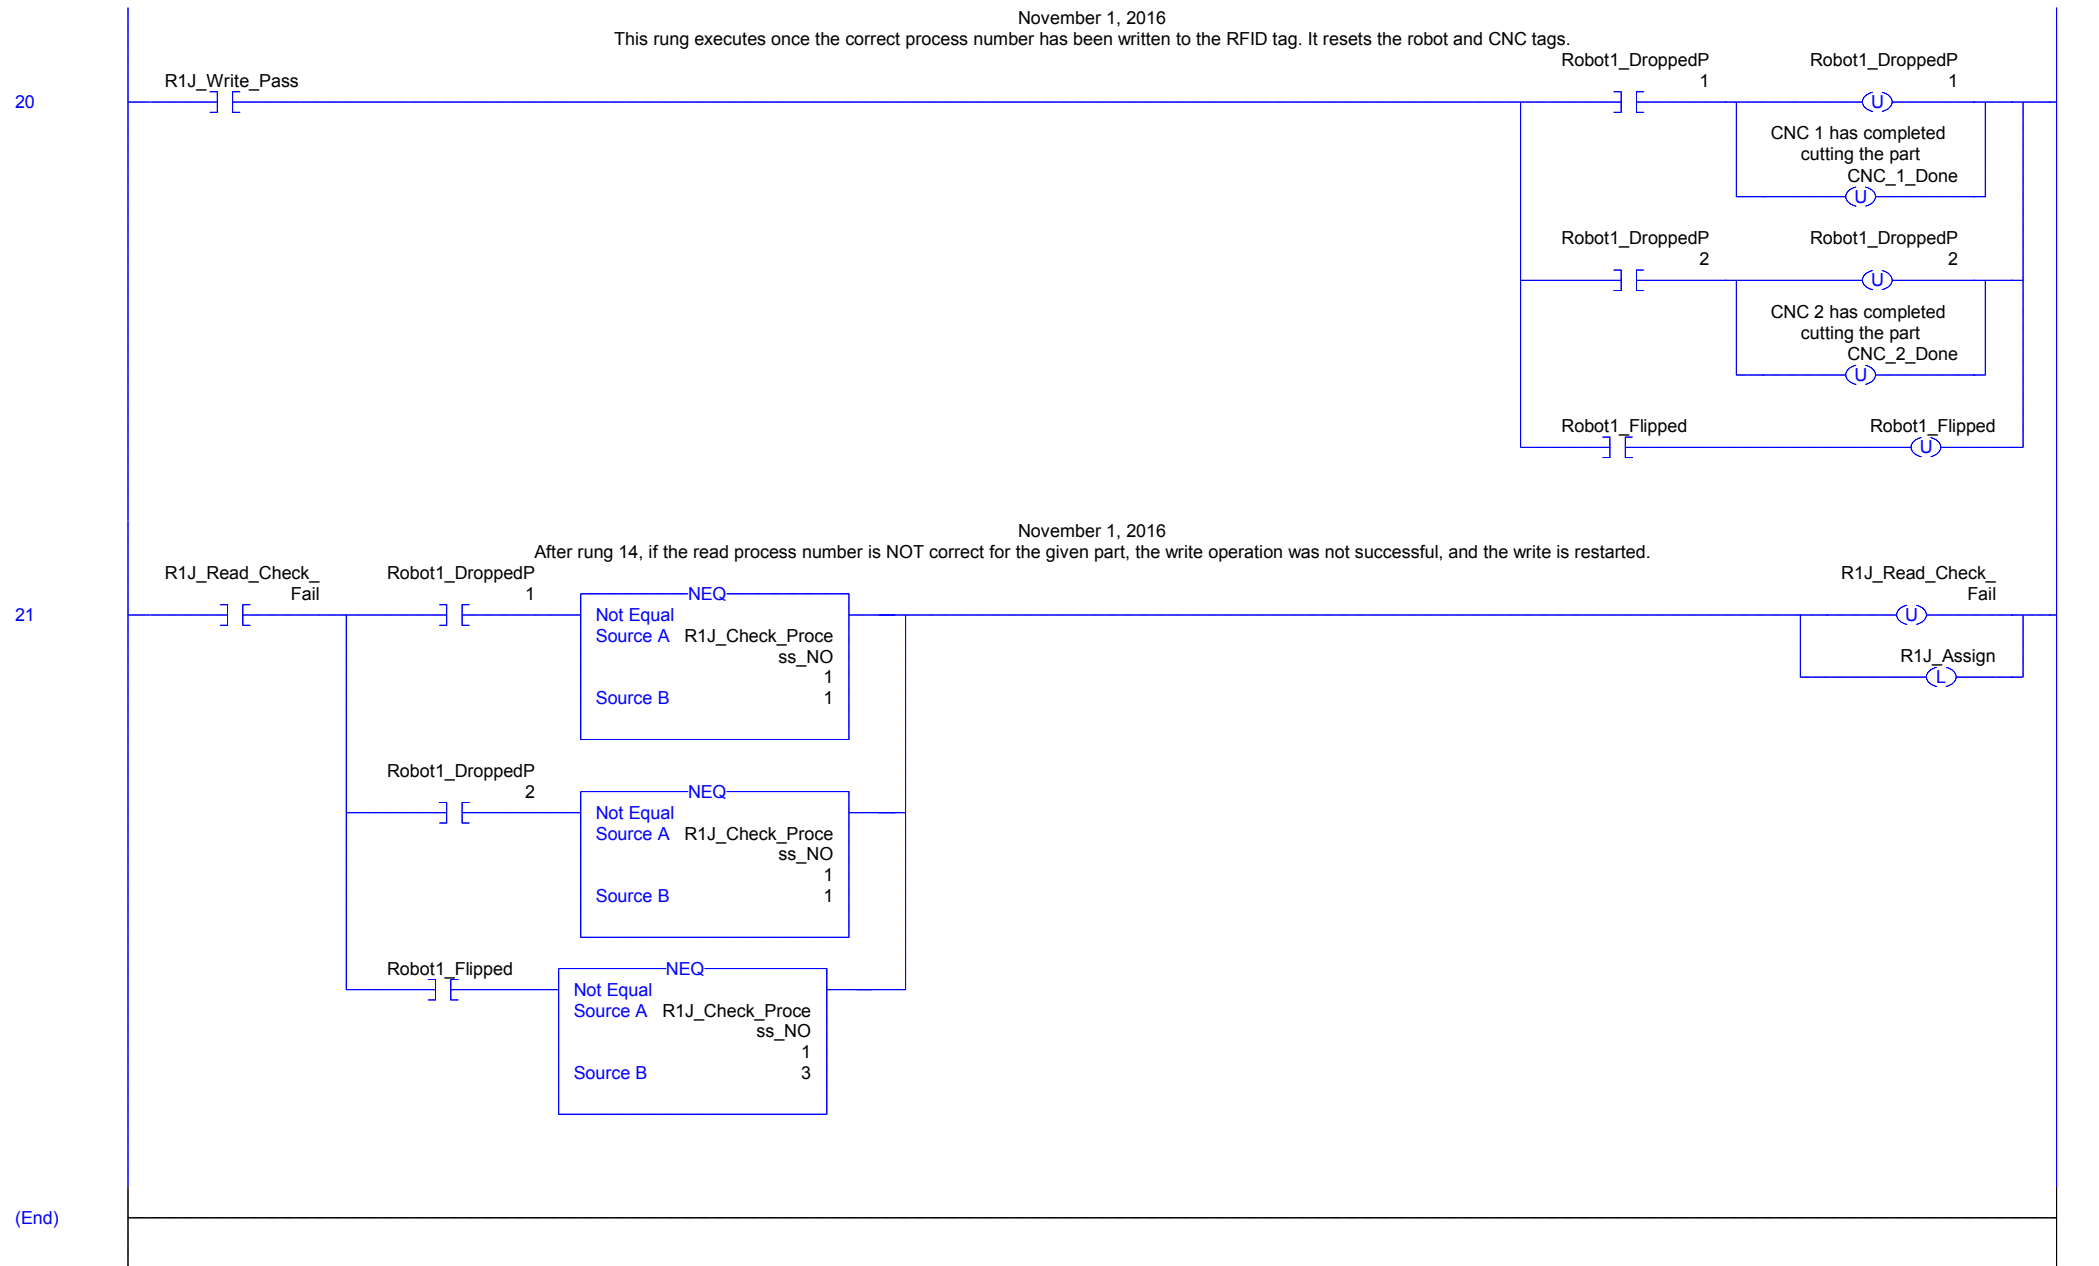 November 1, 2016
This rung executes once the correct process number has been written to the RFID tag. It resets the robot and CNC tags.
R1J_Write_Pass
Robot1_DroppedP
1
Robot1_DroppedP
1
20
U
CNC 1 has completed
cutting the part
CNC_1_Done
U
Robot1_DroppedP
2
Robot1_DroppedP
2
U
CNC 2 has completed
cutting the part
CNC_2_Done
U
Robot1_Flipped
Robot1_Flipped
U
November 1, 2016
After rung 14, if the read process number is NOT correct for the given part, the write operation was not successful, and the write is restarted.
R1J_Read_Check_
Fail
Robot1_DroppedP
1
R1J_Read_Check_
Fail
21
NEQ
Not Equal
Source A R1J_Check_Proce
ss_NO
1
Source B 1
U
R1J_Assign
L
Robot1_DroppedP
2
NEQ
Not Equal
Source A R1J_Check_Proce
ss_NO
1
Source B 1
Robot1_Flipped
NEQ
Not Equal
Source A R1J_Check_Proce
ss_NO
1
Source B 3
(End)